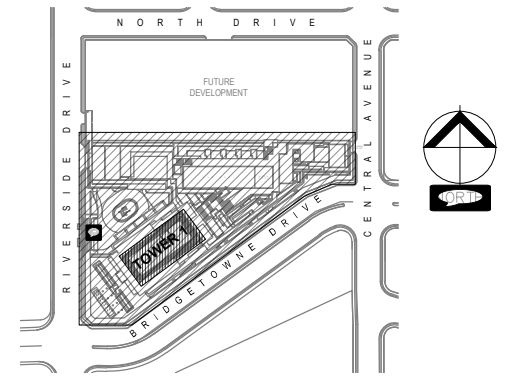 NORTH DRIVE
FUTURE
DEVELOPMENT
RIVERSIDE DRIVE
CENTRAL AVENUE
NORTH
TOWER 1
BRIDGETOWNE DRIVE